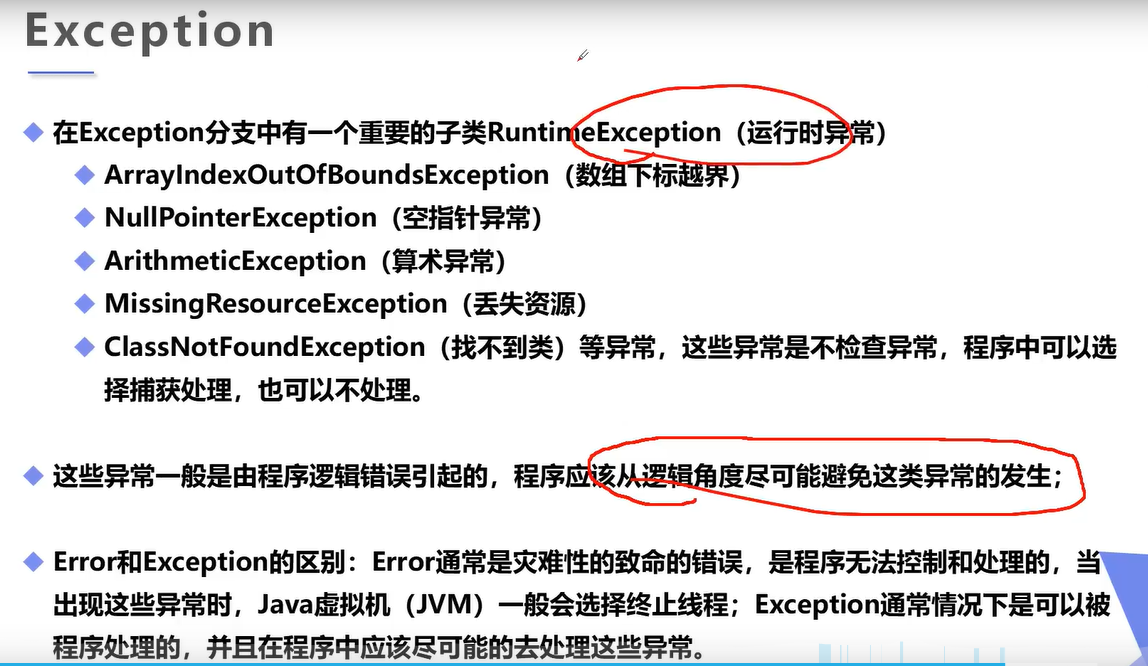 Exception
在Exception分支中有一个重要的子类RuntimeException（运行时异常）
ArrayIndexOutOfBoundsException（数组下标越界）
NullPointerException（空指针异常）
ArithmeticException（算术异常）
MissingResourceException（丢失资源）
ClassNotFoundException（找不到类）等异常，这些异常是不检查异常，程序中可以选
择捕获处理，也可以不处理。
这些异常一般是由程序逻辑错误引起的，程序应该从逻辑角度尽可能避免这类异常的发生；
Error和Exception的区别：Error通常是灾难性的致命的错误，是程序无法控制和处理的，当
出现这些异常时，Java虚拟机（JVM）一般会选择终止线程；Exception通常情况下是可以被
程序处理的，并且在程序中应该尽可能的去处理这些异常。